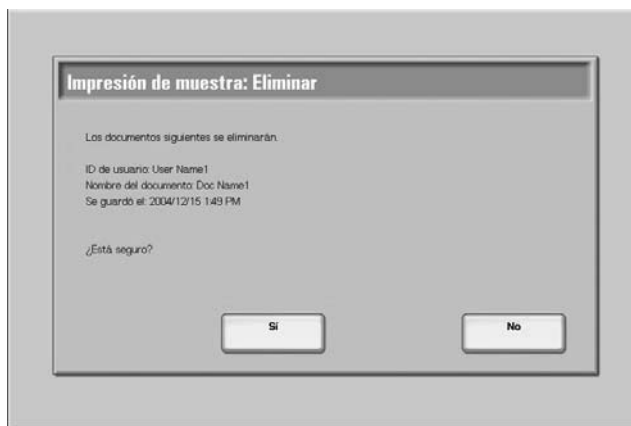 Impresión de muestra: Eliminar
Los documentos siguientes se eliminarán.
ID de usuario: User Name1
Nombre del documento: Doc Name1
Se guardó el: 2004/12/15 1:49 PM
¿Está seguro?
Sí
No